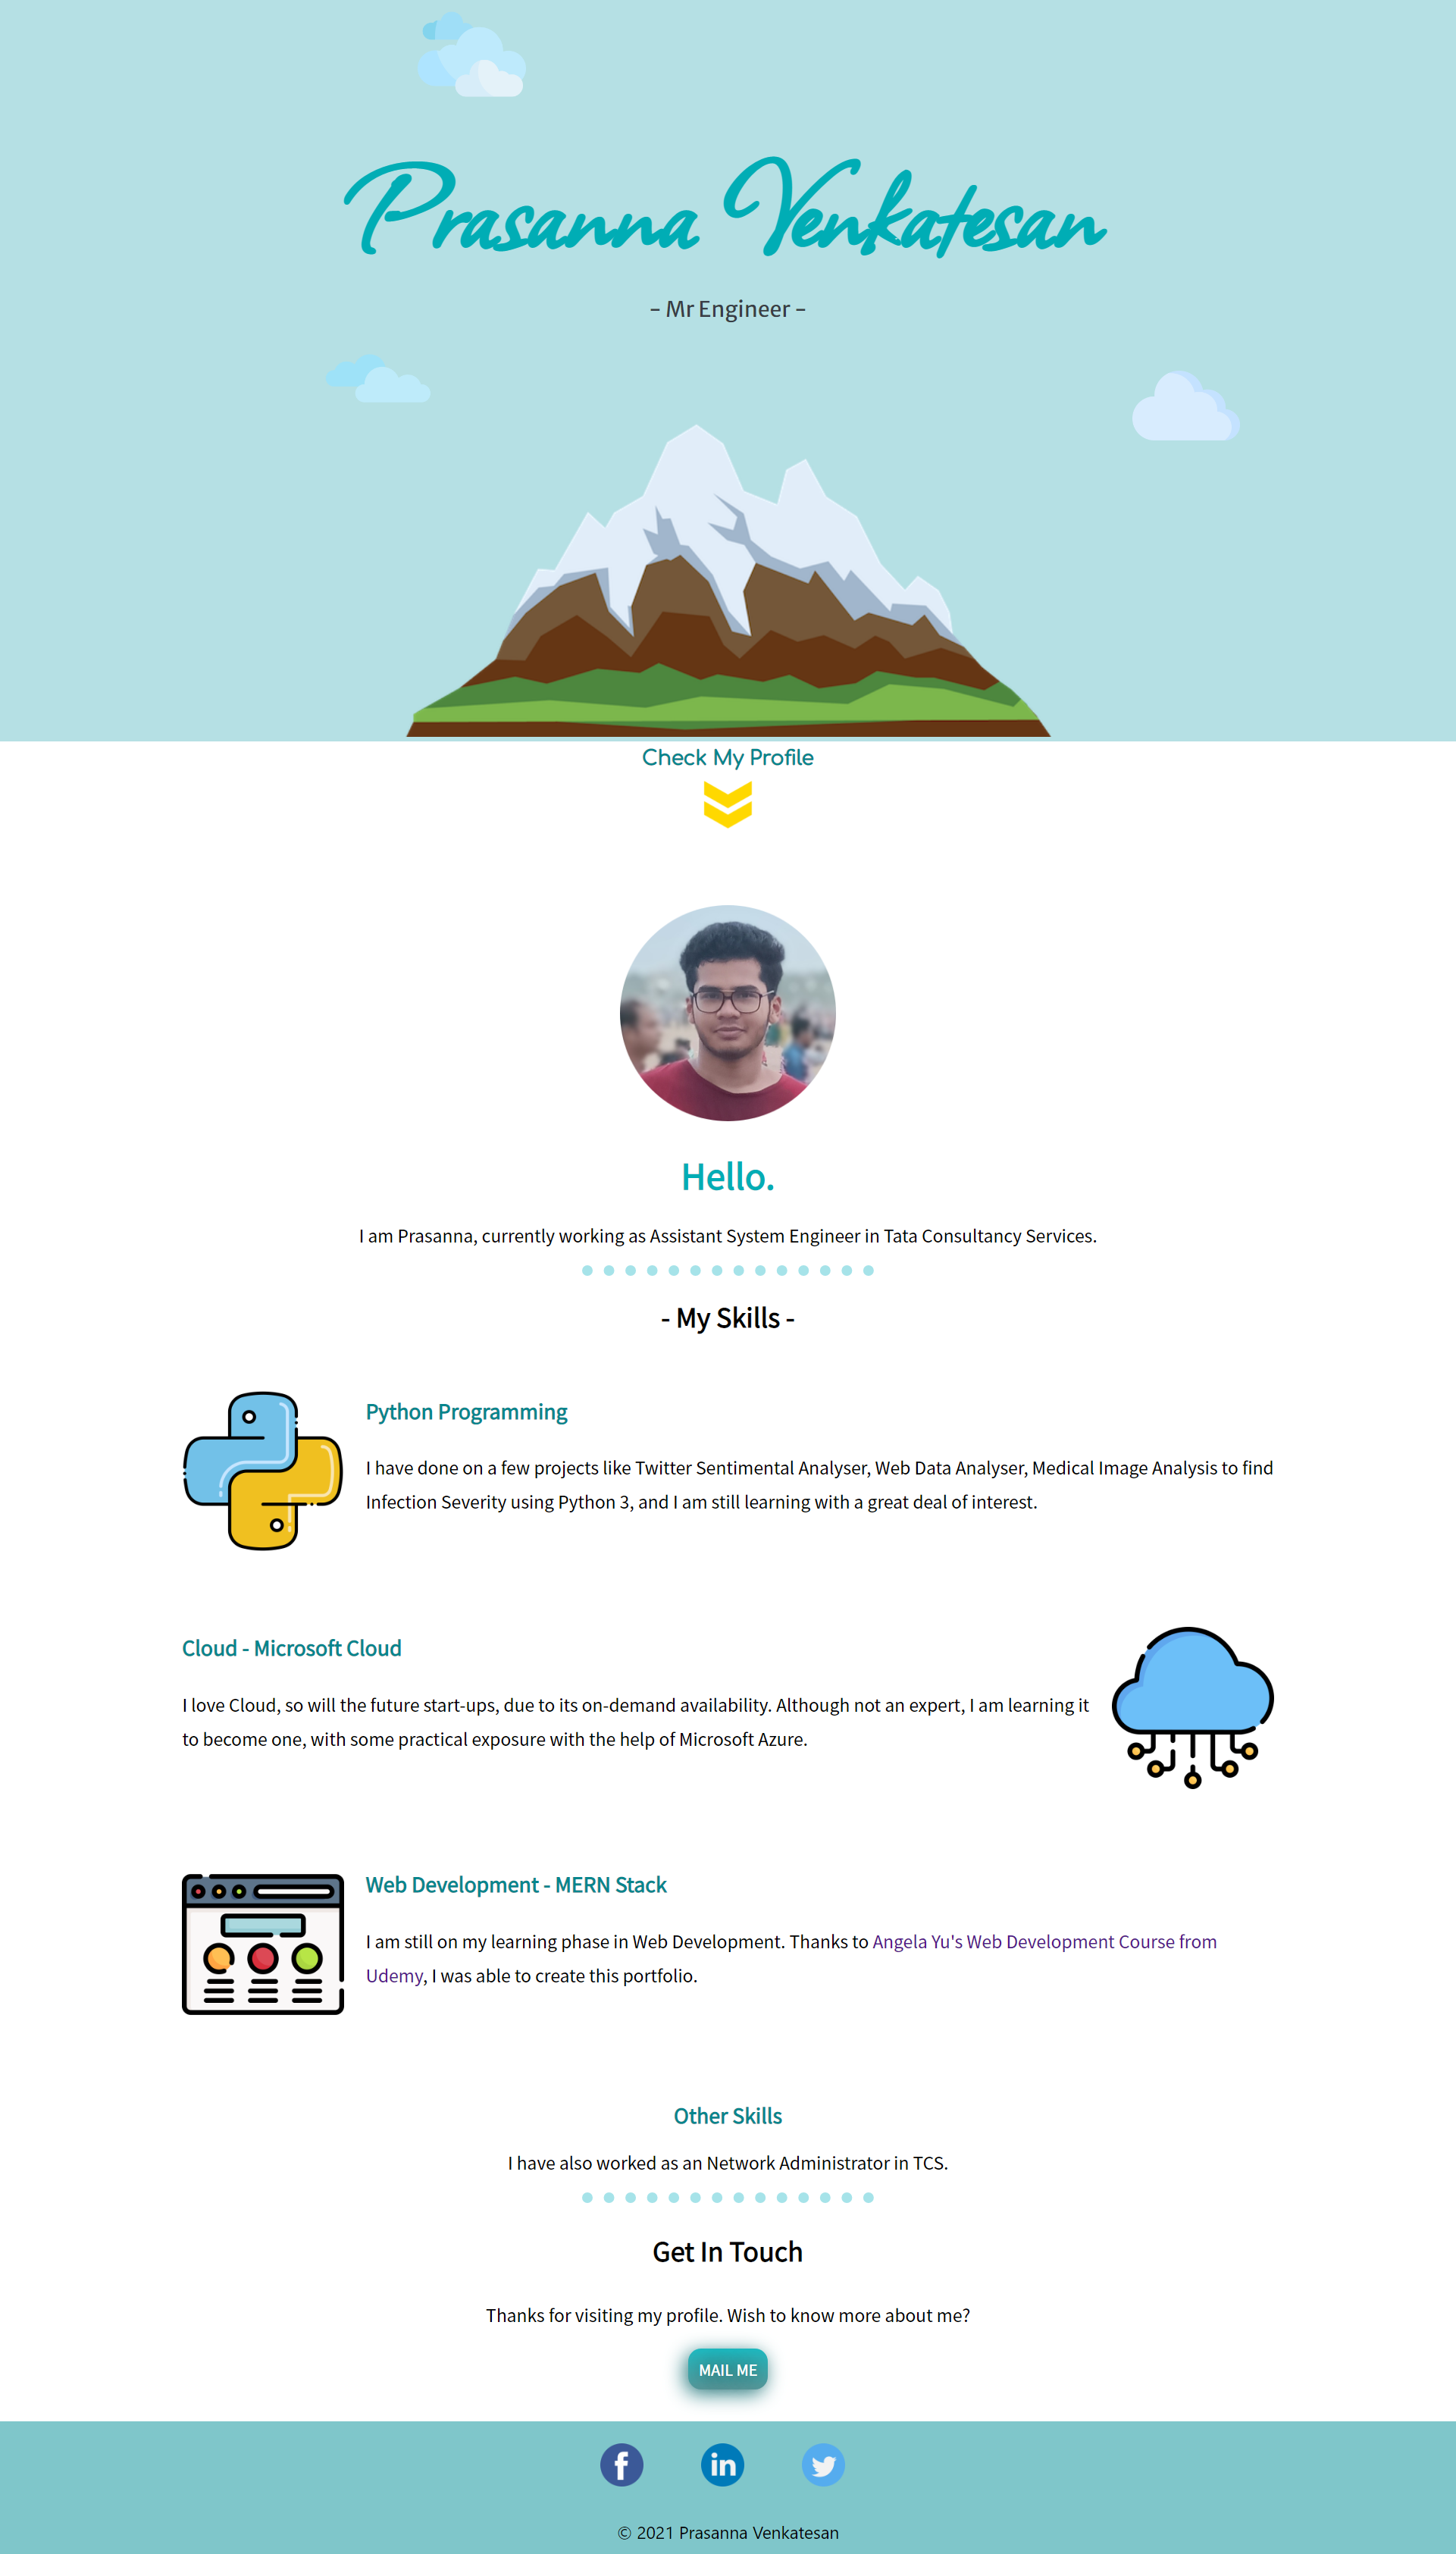 Prasanna Venkatesan
- Mr Engineer -
Check My Profile
Hello.
I am Prasanna, currently working as Assistant System Engineer in Tata Consultancy Services.
- My Skills -
Python Programming
I have done on a few projects like Twitter Sentimental Analyser, Web Data Analyser, Medical Image Analysis to find
Infection Severity using Python 3, and I am still learning with a great deal of interest.
Cloud - Microsoft Cloud
I love Cloud, so will the future start-ups, due to its on-demand availability. Although not an expert, I am learning it
to become one, with some practical exposure with the help of Microsoft Azure.
Web Development - MERN Stack
I am still on my learning phase in Web Development. Thanks to Angela Yu's Web Development Course from
Udemy, I was able to create this portfolio.
Other Skills
I have also worked as an Network Administrator in TCS.
Get In Touch
Thanks for visiting my profile. Wish to know more about me?
MAIL ME
© 2021 Prasanna Venkatesan